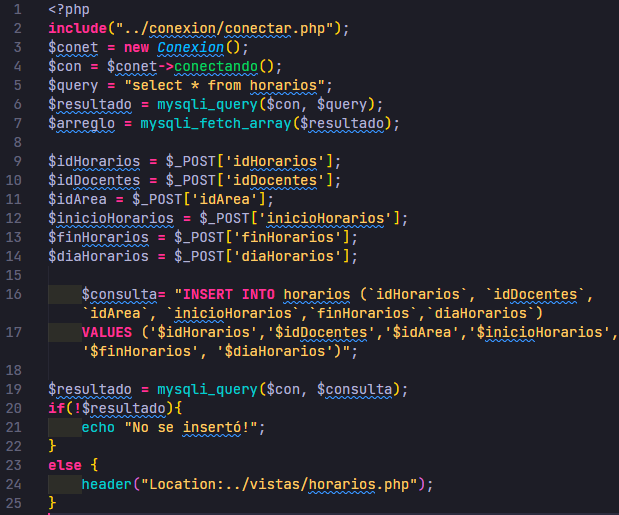 1 <?php
2 include("../conexion/conectar.php");
3 $conet = new Conexion();
4 $con = $conet->conectando();
5 $query = "select * from horarios";
6 $resultado = mysqli_query($con, $query);
7 $arreglo = mysqli_fetch_array($resultado);
8
9 $idHorarios = $_POST['idHorarios'];
10 $idDocentes = $_POST['idDocentes'];
11 $idArea = $_POST['idArea'];
12 $inicioHorarios = $_POST['inicioHorarios'];
13 $finHorarios = $_POST['finHorarios'];
14 $diaHorarios = $_POST['diaHorarios'];
15
16 $consulta= "INSERT INTO horarios (`idHorarios`, `idDocentes`,
`idArea`, `inicioHorarios`,`finHorarios`,`diaHorarios`)
17 VALUES ('$idHorarios','$idDocentes','$idArea','$inicioHorarios',
'$finHorarios', '$diaHorarios')";
18
19 $resultado = mysqli_query($con, $consulta);
20 if(!$resultado){
21 echo "No se insertó!";
22 }
23 else {
24 header("Location:../vistas/horarios.php");
25 }